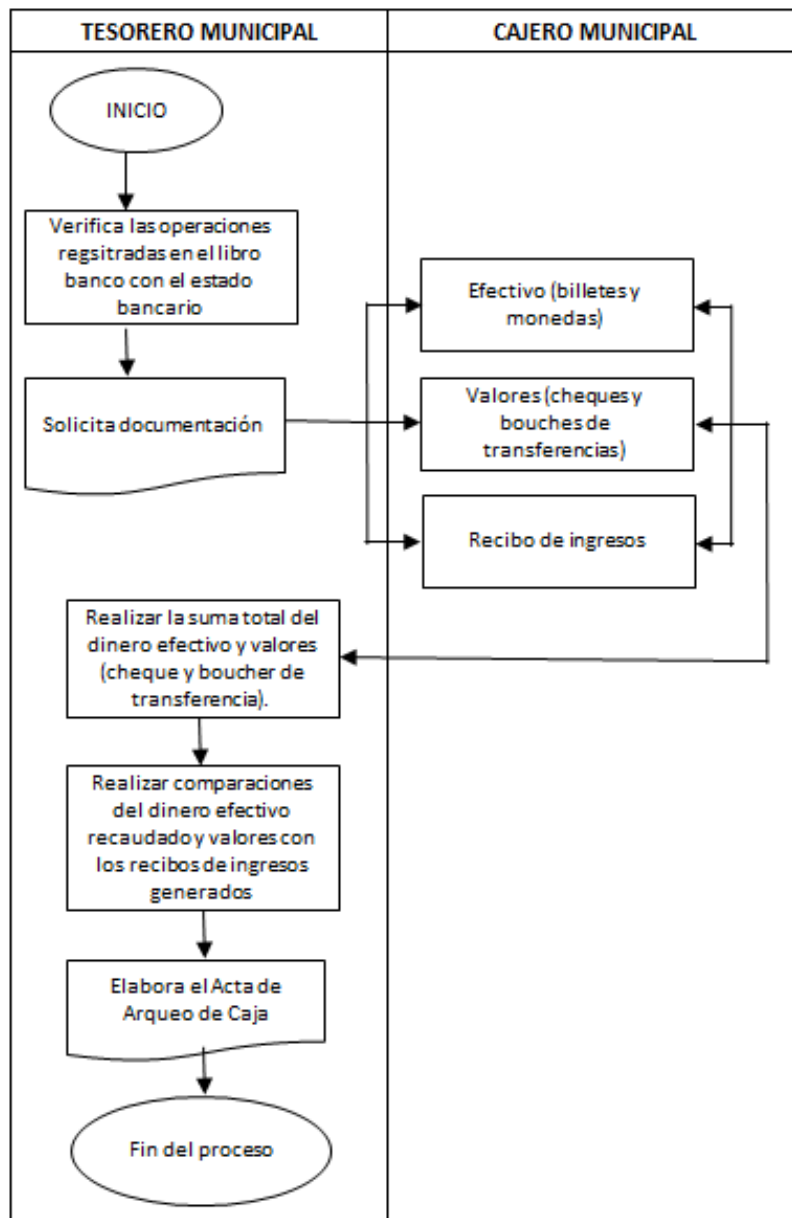 TESORERO MUNICIPAL
CAJERO MUNICIPAL
INICIO
Verifica las operaciones
regsitradas en el libro
banco con el estado
bancario
Solicita documentación
Efectivo (billetes y
monedas)
Valores (cheques y
bouches de
transferencias)
Recibo de ingresos
Realizar la suma total del
dinero efectivo y valores
(cheque y boucher de
transferencia).
Realizar comparaciones
del dinero efectivo
recaudado y valores con
los recibos de ingresos
generados
Elabora el Acta de
Arqueo de Caja
Fin del proceso